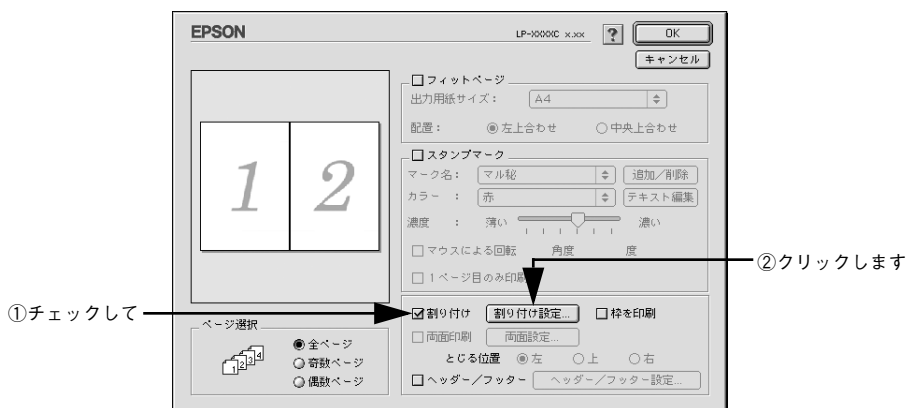 EPSON
LP-XXXXC x.xx
?
OK
キャンセル
1 2
フィットページ
出力用紙サイズ： A4
配置： 左上合わせ 中央上合わせ
スタンプマーク
マーク名： マル秘 追加／削除
カラー ： 赤 テキスト編集
濃度 ： 薄い 濃い
マウスによる回転 角度 度
1ページ目のみ印刷
②クリックします
①チェックして
割り付け 割り付け設定... 枠を印刷
両面印刷 両面設定...
とじる位置 左 上 右
ヘッダー／フッター ヘッダー／フッター設定...
ページ選択
1 2 3 4
全ページ
奇数ページ
偶数ページ